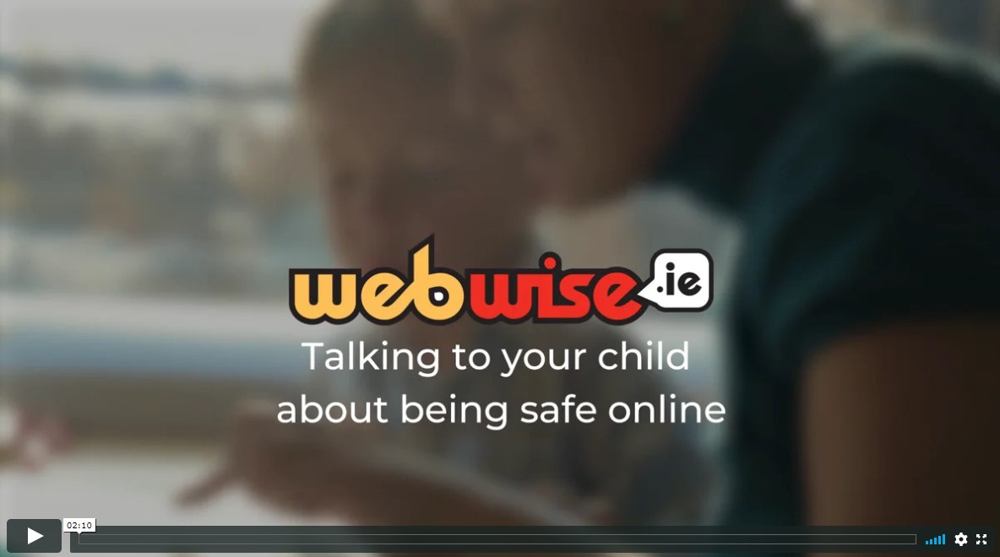 webwise.ie
Talking to your child
about being safe online
02:10